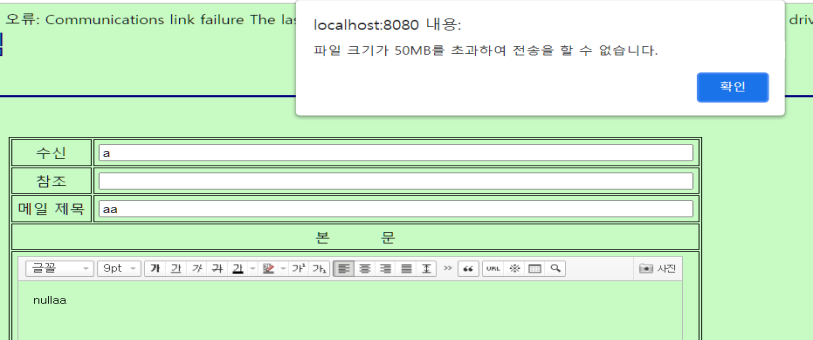 오류: Communications link failure The las
driv
localhost:8080 내용:
파일 크기가 50MB를 초과하여 전송을 할 수 없습니다.
확인
수신 a
참조
메일 제목 aa
본 문
글꼴 9pt 가 가 가 가 가 가¹ 가₁ URL 사진
nullaa